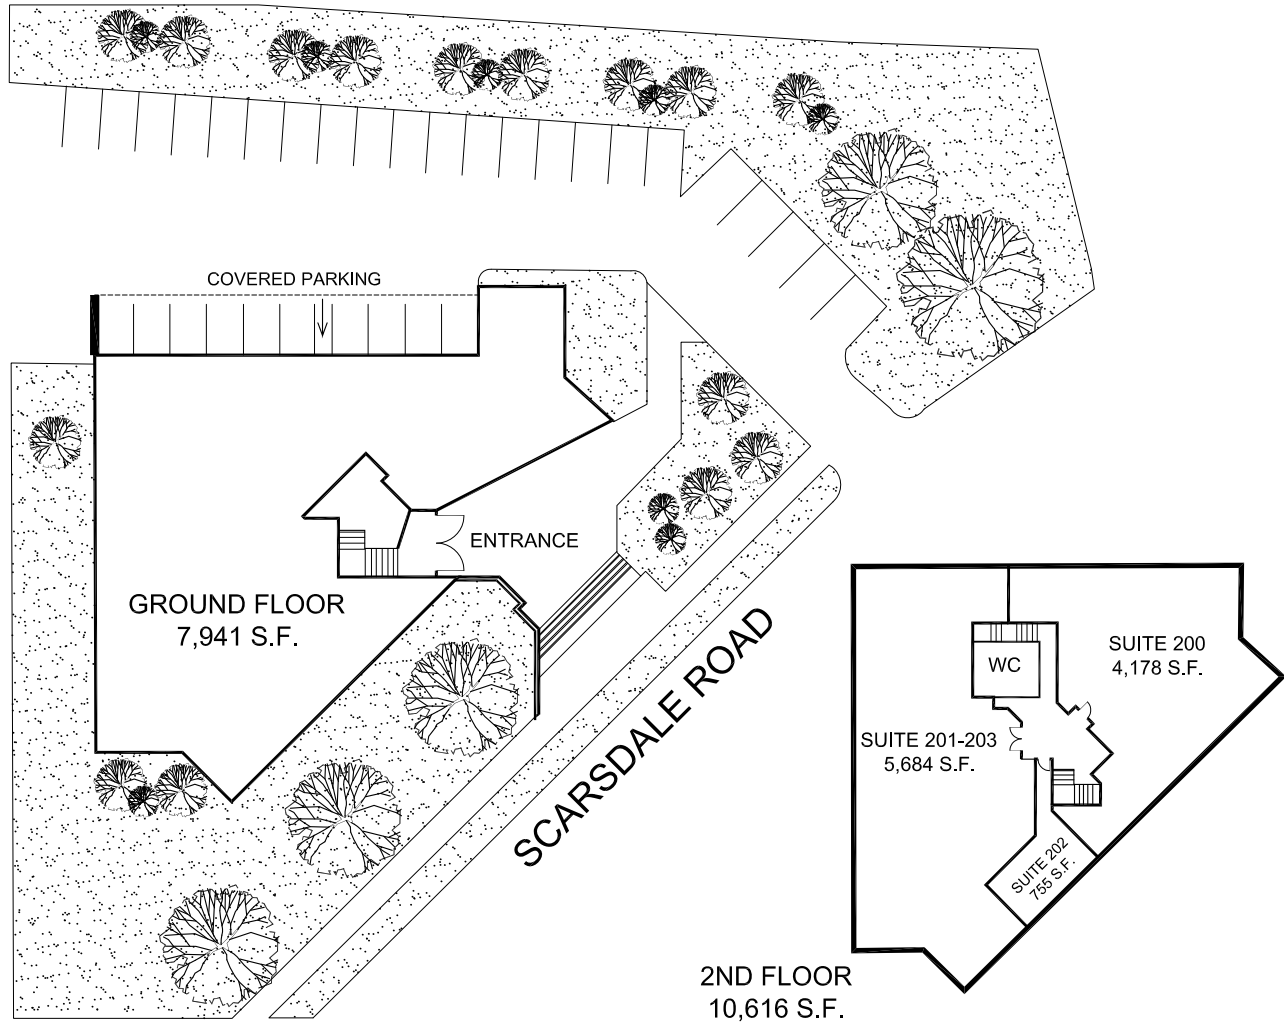 COVERED PARKING
ENTRANCE
GROUND FLOOR
7,941 S.F.
SCARSDALE ROAD
SUITE 200
4,178 S.F.
WC
SUITE 201-203
5,684 S.F.
SUITE 202
755 S.F.
2ND FLOOR
10,616 S.F.